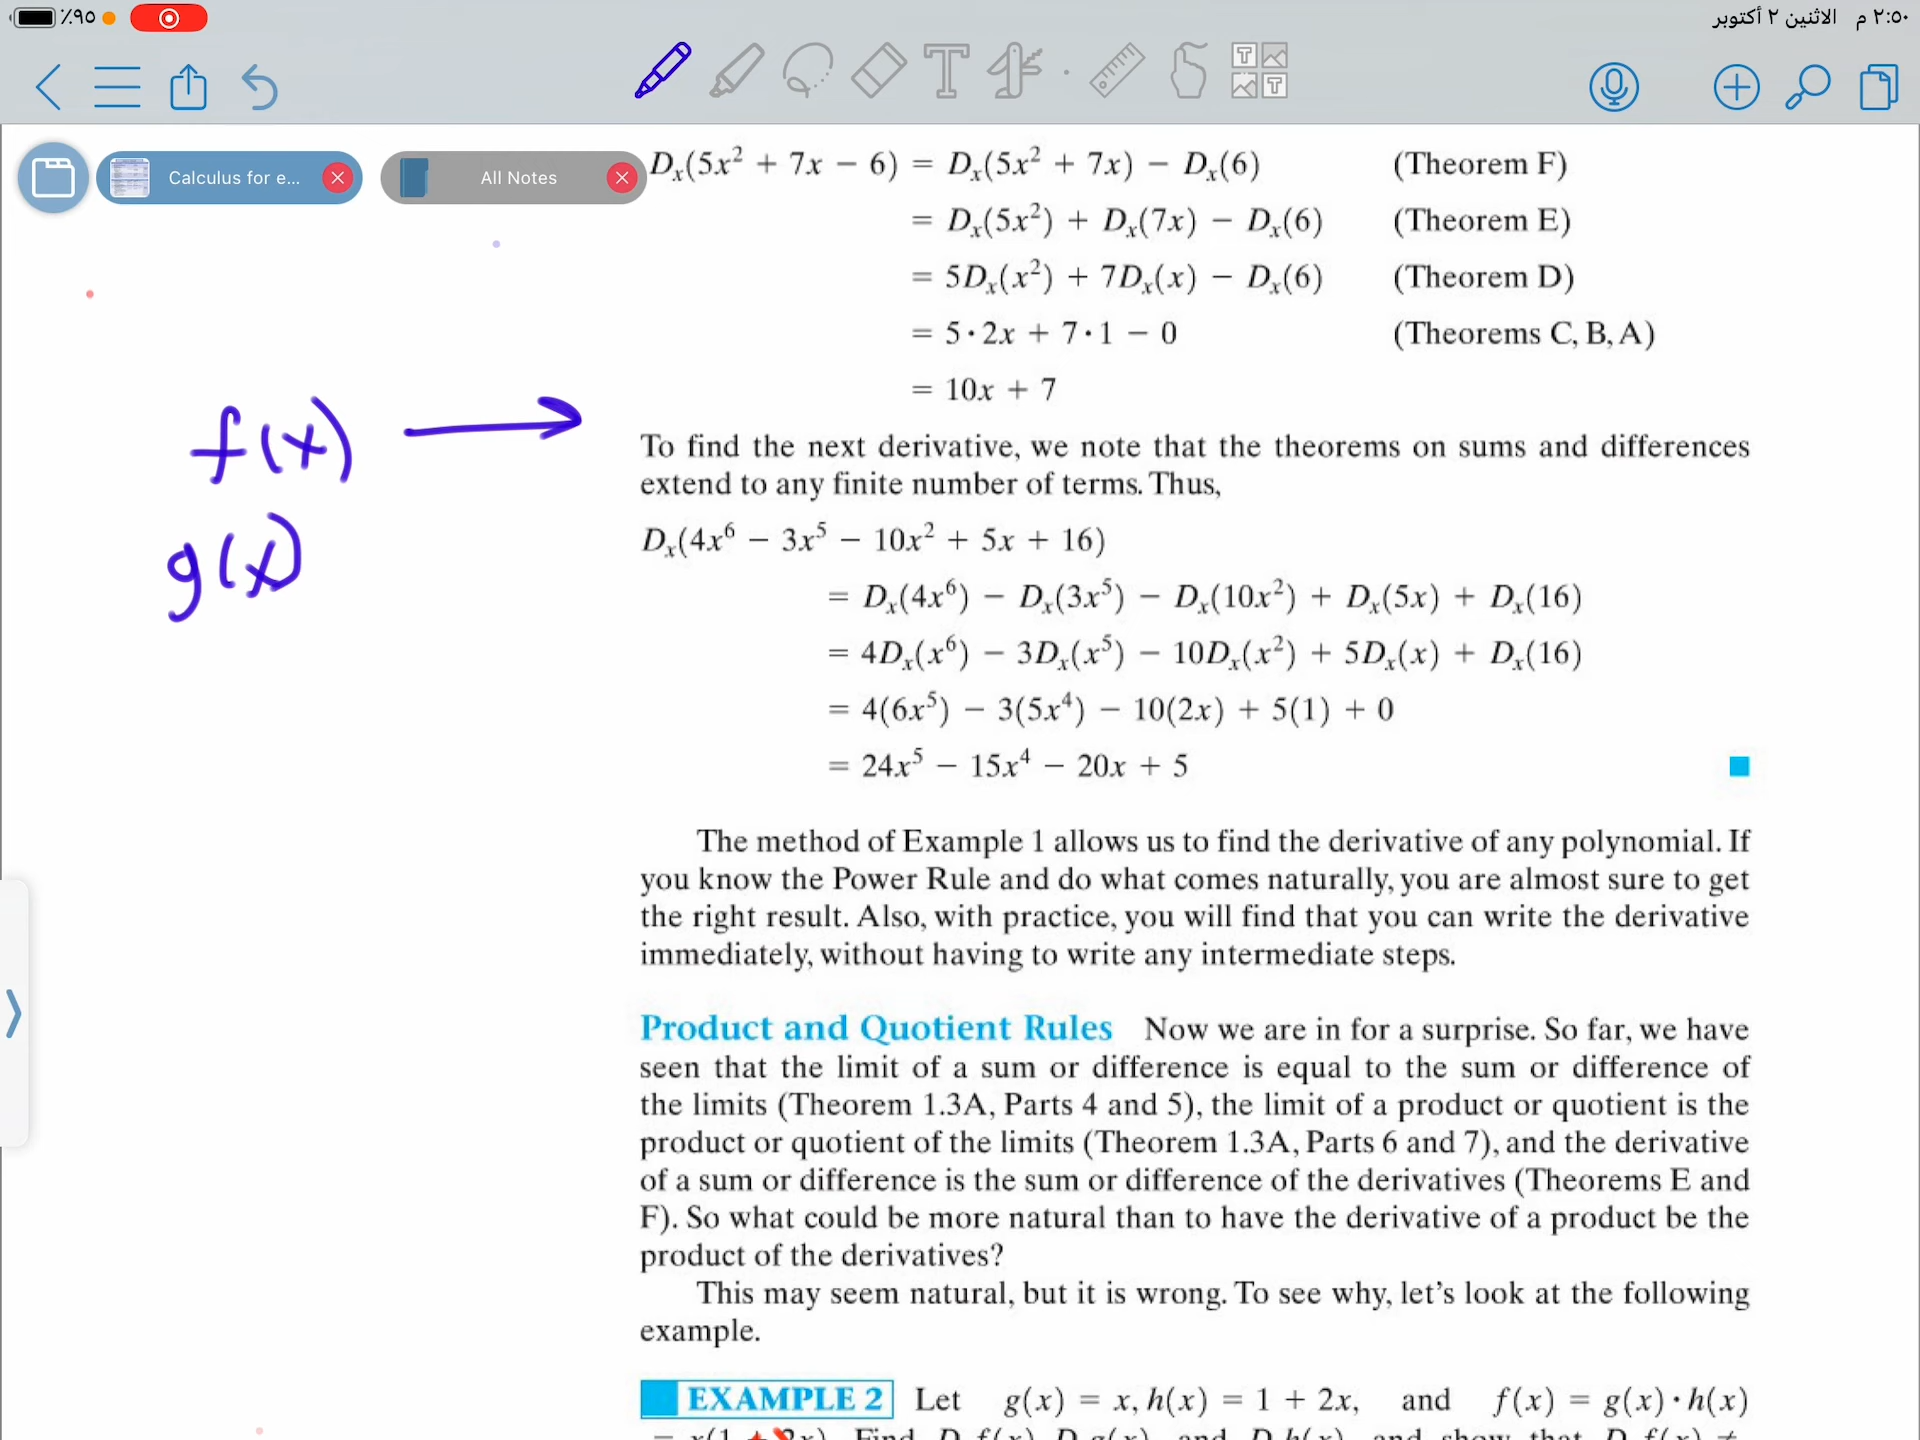 ٪٩٠
٢:٥٠ م الاثنين ٢ أكتوبر
Calculus for e...
All Notes
Dₓ(5x² + 7x − 6) = Dₓ(5x² + 7x) − Dₓ(6) (Theorem F)
= Dₓ(5x²) + Dₓ(7x) − Dₓ(6) (Theorem E)
= 5Dₓ(x²) + 7Dₓ(x) − Dₓ(6) (Theorem D)
= 5·2x + 7·1 − 0 (Theorems C, B, A)
= 10x + 7
f(x)
g(x)
To find the next derivative, we note that the theorems on sums and differences
extend to any finite number of terms. Thus,
Dₓ(4x⁶ − 3x⁵ − 10x² + 5x + 16)
= Dₓ(4x⁶) − Dₓ(3x⁵) − Dₓ(10x²) + Dₓ(5x) + Dₓ(16)
= 4Dₓ(x⁶) − 3Dₓ(x⁵) − 10Dₓ(x²) + 5Dₓ(x) + Dₓ(16)
= 4(6x⁵) − 3(5x⁴) − 10(2x) + 5(1) + 0
= 24x⁵ − 15x⁴ − 20x + 5
The method of Example 1 allows us to find the derivative of any polynomial. If
you know the Power Rule and do what comes naturally, you are almost sure to get
the right result. Also, with practice, you will find that you can write the derivative
immediately, without having to write any intermediate steps.
Product and Quotient Rules Now we are in for a surprise. So far, we have
seen that the limit of a sum or difference is equal to the sum or difference of
the limits (Theorem 1.3A, Parts 4 and 5), the limit of a product or quotient is the
product or quotient of the limits (Theorem 1.3A, Parts 6 and 7), and the derivative
of a sum or difference is the sum or difference of the derivatives (Theorems E and
F). So what could be more natural than to have the derivative of a product be the
product of the derivatives?
This may seem natural, but it is wrong. To see why, let's look at the following
example.
EXAMPLE 2 Let g(x) = x, h(x) = 1 + 2x, and f(x) = g(x)·h(x)